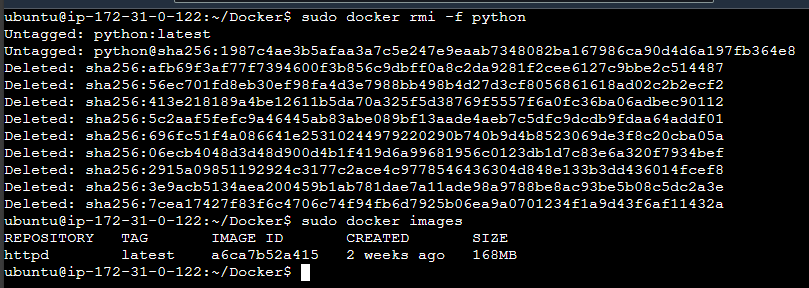 ubuntu@ip-172-31-0-122:~/Docker$ sudo docker rmi -f python
Untagged: python:latest
Untagged: python@sha256:1987c4ae3b5afaa3a7c5e247e9eaab7348082ba167986ca90d4d6a197fb364e8
Deleted: sha256:afb69f3af77f7394600f3b856c9dbff0a8c2da9281f2cee6127c9bbe2c514487
Deleted: sha256:56ec701fd8eb30ef98fa4d3e7988bb498b4d27d3cf8056861618ad02c2b2ecf2
Deleted: sha256:413e218189a4be12611b5da70a325f5d38769f5557f6a0fc36ba06adbec90112
Deleted: sha256:5c2aaf5fefc9a46445ab83abe089bf13aade4aeb7c5dfc9dcdb9fdaa64addf01
Deleted: sha256:696fc51f4a086641e25310244979220290b740b9d4b8523069de3f8c20cba05a
Deleted: sha256:06ecb4048d3d48d900d4b1f419d6a99681956c0123db1d7c83e6a320f7934bef
Deleted: sha256:2915a09851192924c3177c2ace4c9778546436304d848e133b3dd436014fcef8
Deleted: sha256:3e9acb5134aea200459b1ab781dae7a11ade98a9788be8ac93be5b08c5dc2a3e
Deleted: sha256:7cea17427f83f6c4706c74f94fb6d7925b06ea9a0701234f1a9d43f6af11432a
ubuntu@ip-172-31-0-122:~/Docker$ sudo docker images
REPOSITORY TAG IMAGE ID CREATED SIZE
httpd latest a6ca7b52a415 2 weeks ago 168MB
ubuntu@ip-172-31-0-122:~/Docker$